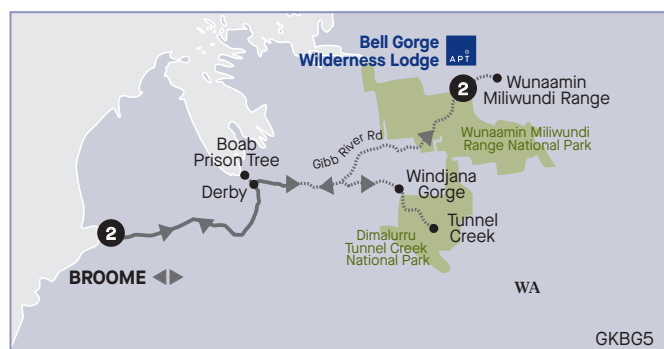 Bell Gorge
Wilderness Lodge
APT
2
Wunaamin
Miliwundi Range
Boab
Prison Tree
Gibb River Rd
Wunaamin Miliwundi
Range National Park
Derby
Windjana
Gorge
Tunnel
Creek
2
Dimalurru
Tunnel Creek
National Park
BROOME
WA
GKBG5